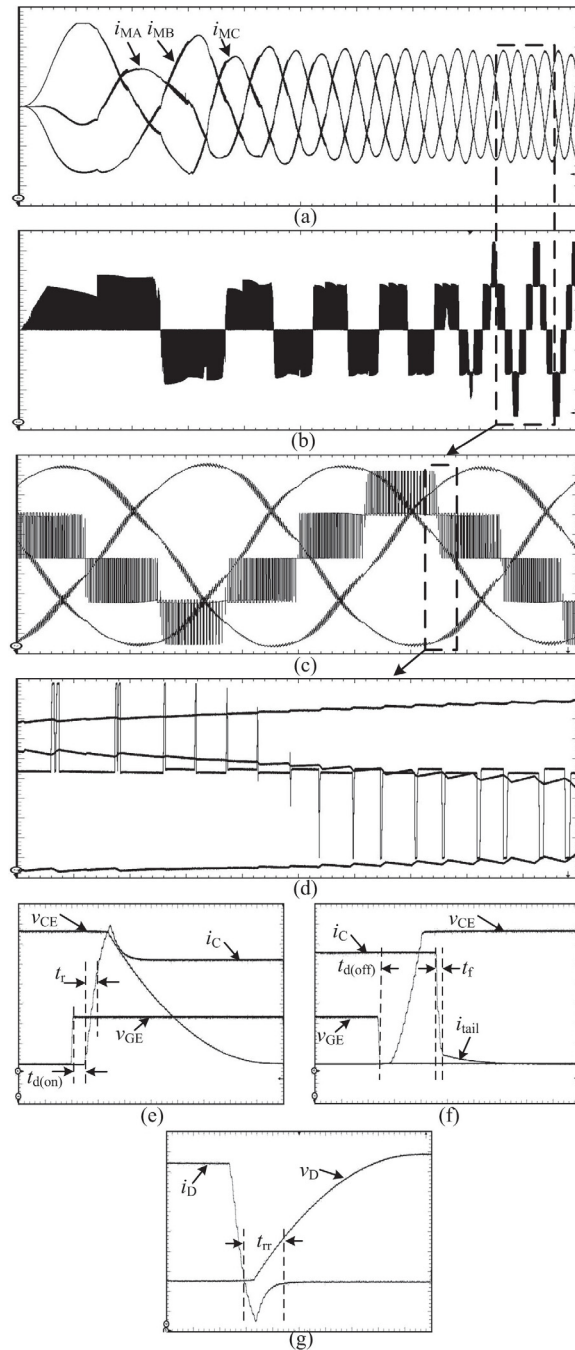 iMA iMB iMC
(a)
(b)
(c)
(d)
vCE
iC
tr
vGE
td(on)
(e)
iC
vCE
td(off)
tf
vGE
itail
(f)
iD
vD
trr
(g)